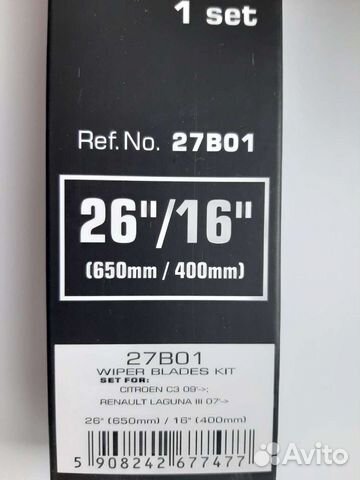 1 set
Ref. No. 27B01
26"/16"
(650mm / 400mm)
27B01
WIPER BLADES KIT
SET FOR:
CITROEN C3 09'->;
RENAULT LAGUNA III 07'->
26" (650mm) / 16" (400mm)
5 908242 677477
Avito